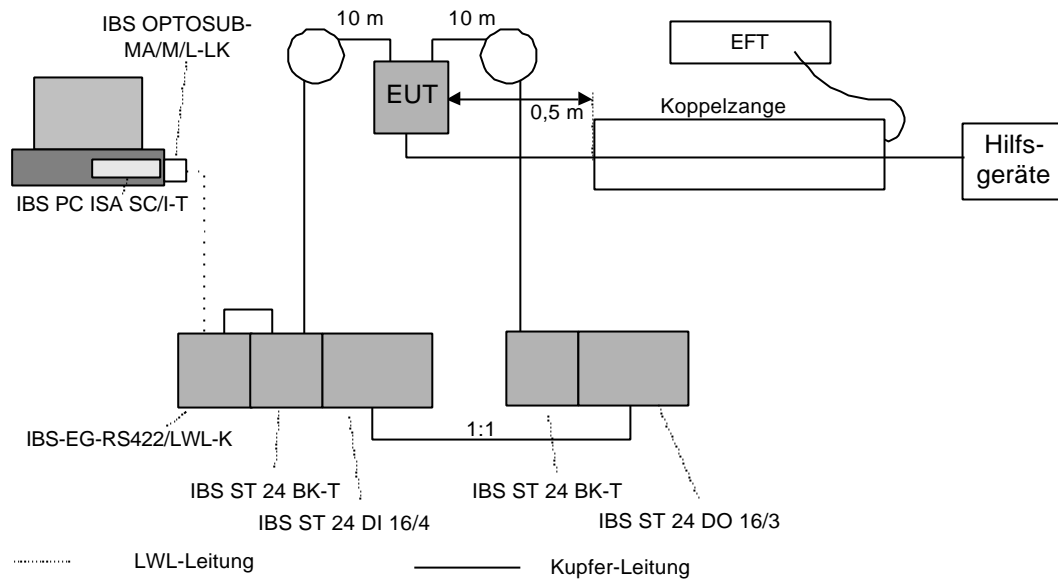 IBS OPTOSUB-
MA/M/L-LK
10 m
10 m
EFT
EUT
0,5 m
Koppelzange
Hilfs-
geräte
IBS PC ISA SC/I-T
IBS-EG-RS422/LWL-K
1:1
IBS ST 24 BK-T
IBS ST 24 BK-T
IBS ST 24 DI 16/4
IBS ST 24 DO 16/3
LWL-Leitung
Kupfer-Leitung